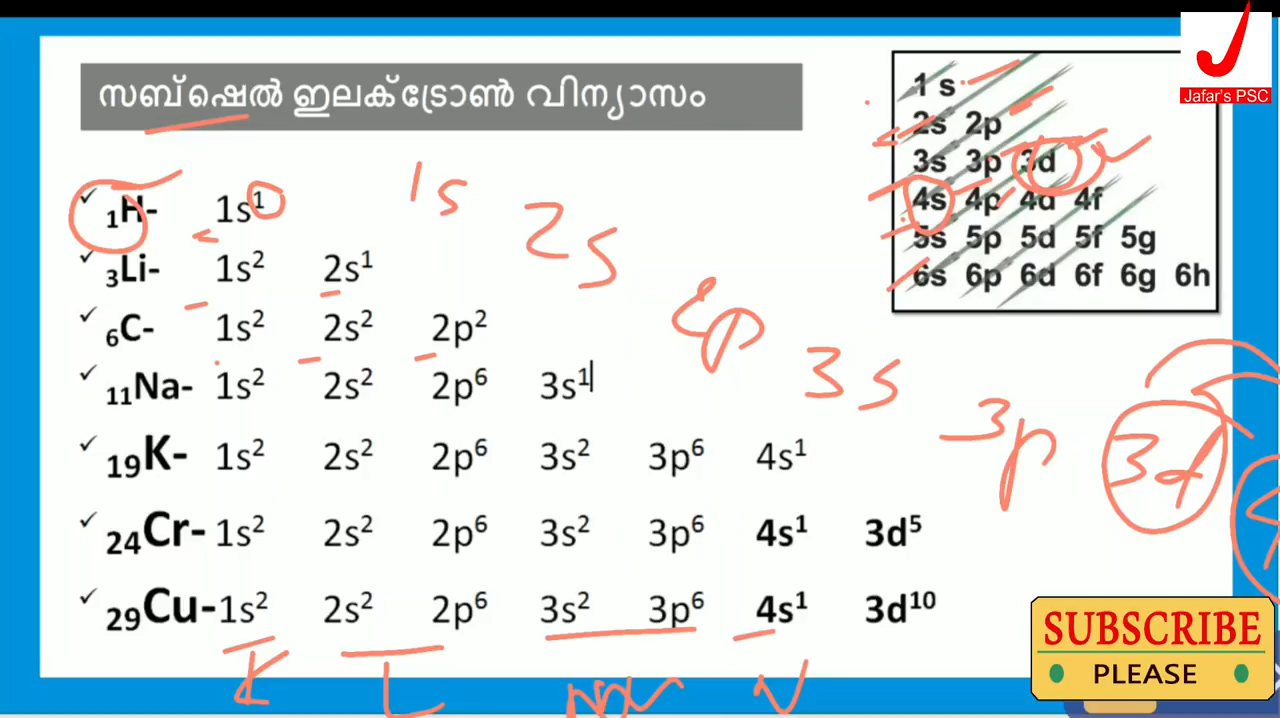 സബ്ഷെൽ ഇലക്ട്രോൺ വിന്യാസം
✓ ₁H- 1s¹
✓ ₃Li- 1s² 2s¹
✓ ₆C- 1s² 2s² 2p²
✓ ₁₁Na- 1s² 2s² 2p⁶ 3s¹
✓ ₁₉K- 1s² 2s² 2p⁶ 3s² 3p⁶ 4s¹
✓ ₂₄Cr- 1s² 2s² 2p⁶ 3s² 3p⁶ 4s¹ 3d⁵
✓ ₂₉Cu- 1s² 2s² 2p⁶ 3s² 3p⁶ 4s¹ 3d¹⁰
K L M N
1s 2s 2p 3s 3p 3d
1s
2s 2p
3s 3p 3d
4s 4p 4d 4f
5s 5p 5d 5f 5g
6s 6p 6d 6f 6g 6h
Jafar's PSC
SUBSCRIBE
PLEASE